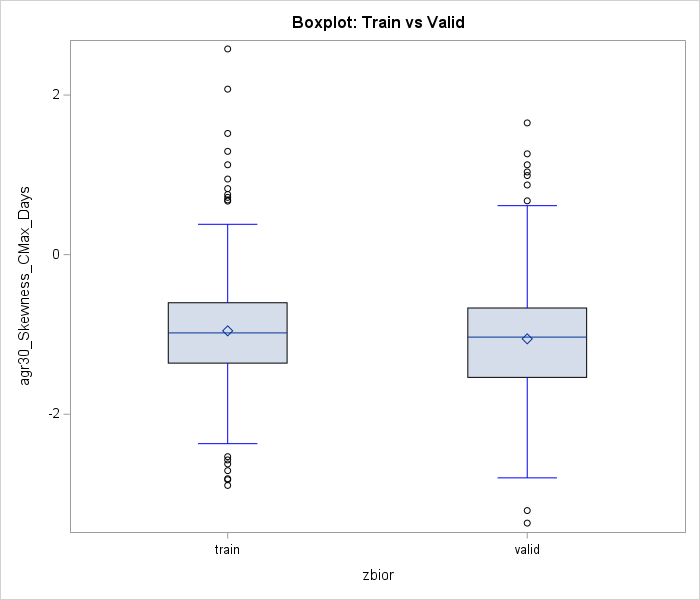 Boxplot: Train vs Valid
agr30_Skewness_CMax_Days
2
0
-2
train valid
zbior